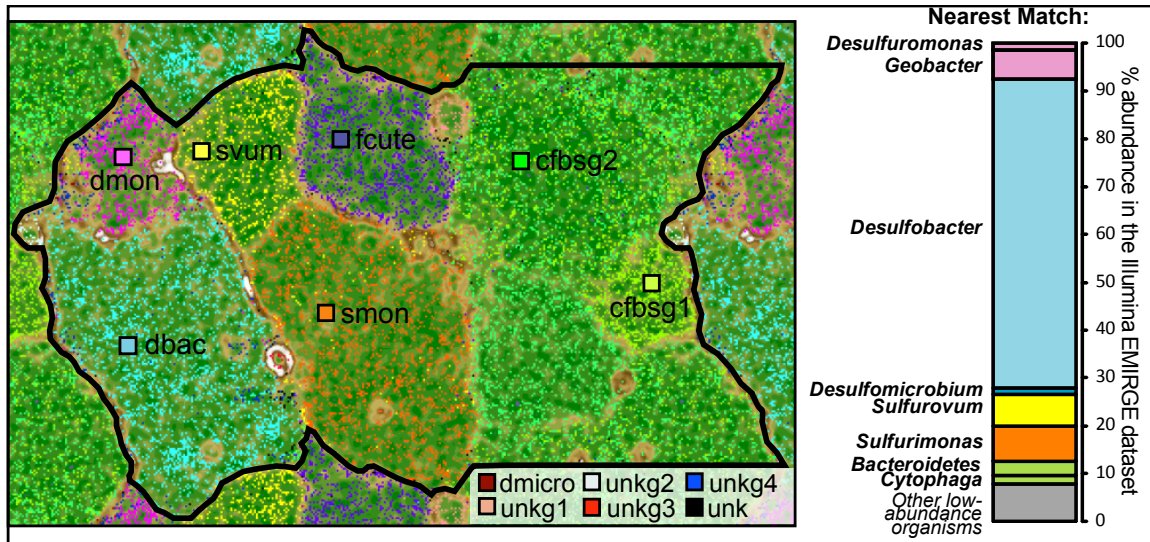 Nearest Match:
dmon
svum
fcute
cfbsg2
cfbsg1
smon
dbac
dmicro
unkg2
unkg4
unkg1
unkg3
unk
Desulfuromonas
Geobacter
Desulfobacter
Desulfomicrobium
Sulfurovum
Sulfurimonas
Bacteroidetes
Cytophaga
Other low-
abundance
organisms
100
90
80
70
60
50
40
30
20
10
0
% abundance in the Illumina EMIRGE dataset